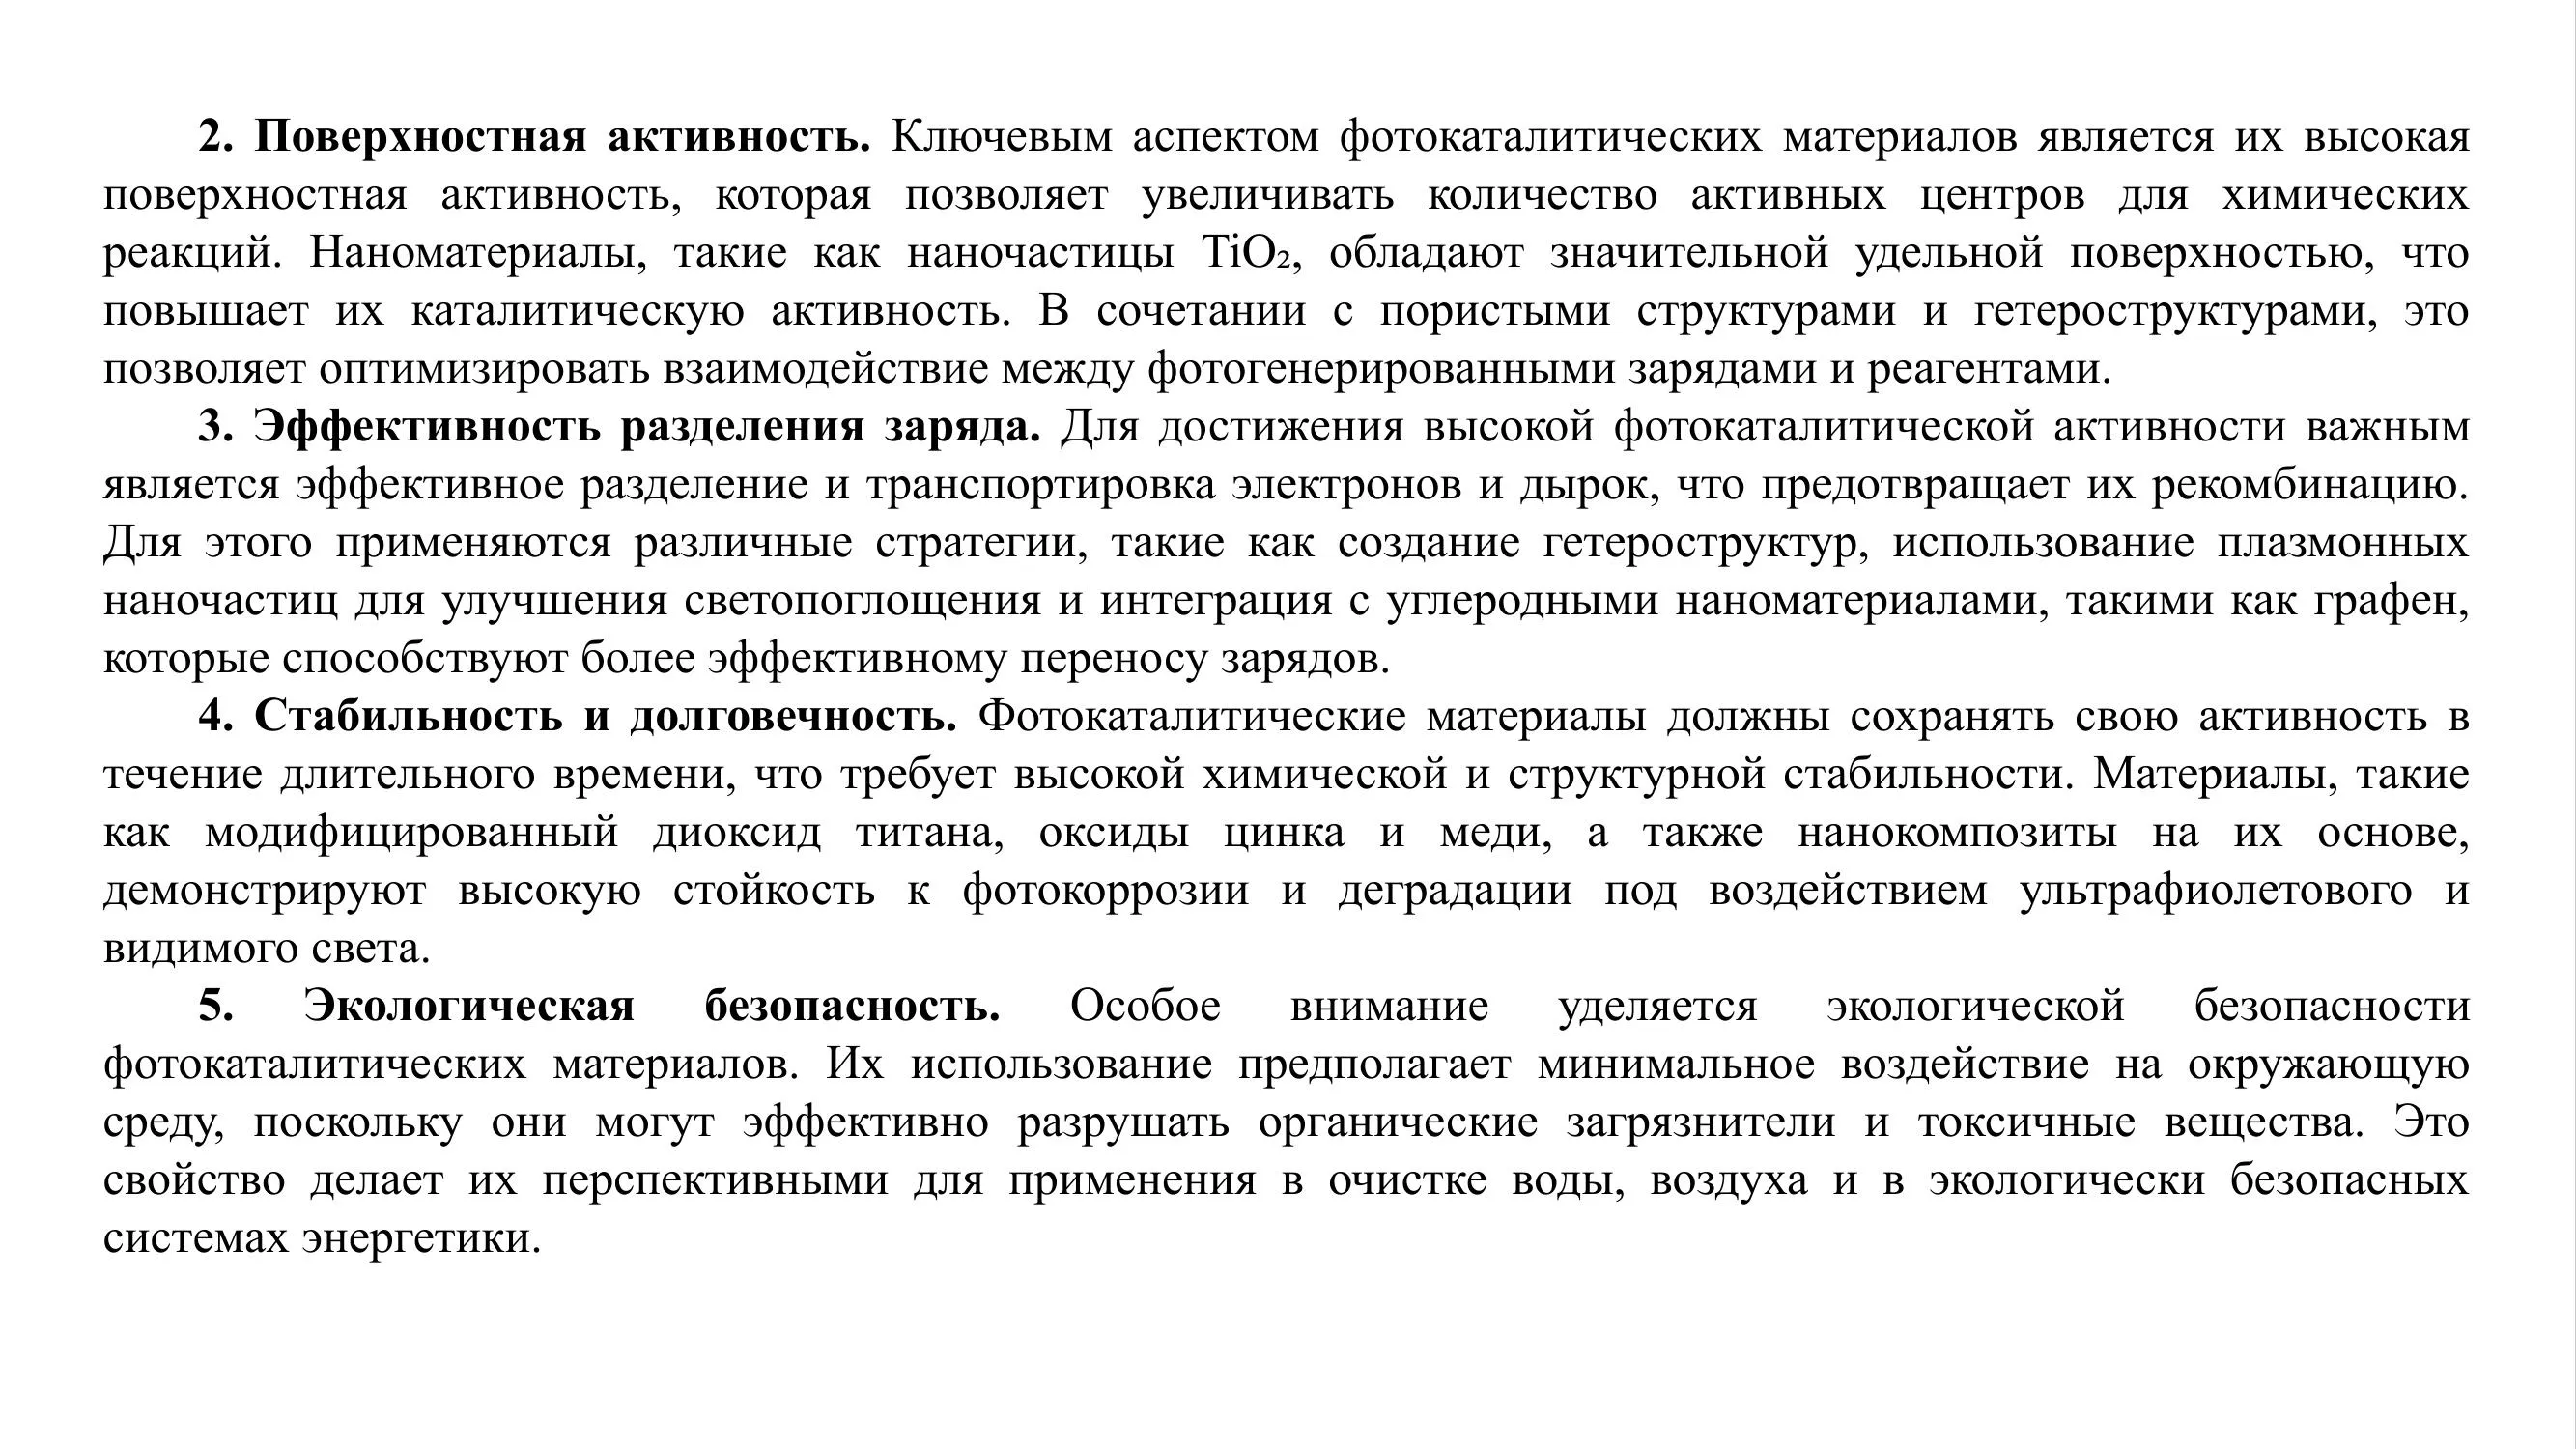 2. Поверхностная активность. Ключевым аспектом фотокаталитических материалов является их высокая
поверхностная активность, которая позволяет увеличивать количество активных центров для химических
реакций. Наноматериалы, такие как наночастицы TiO₂, обладают значительной удельной поверхностью, что
повышает их каталитическую активность. В сочетании с пористыми структурами и гетероструктурами, это
позволяет оптимизировать взаимодействие между фотогенерированными зарядами и реагентами.
3. Эффективность разделения заряда. Для достижения высокой фотокаталитической активности важным
является эффективное разделение и транспортировка электронов и дырок, что предотвращает их рекомбинацию.
Для этого применяются различные стратегии, такие как создание гетероструктур, использование плазмонных
наночастиц для улучшения светопоглощения и интеграция с углеродными наноматериалами, такими как графен,
которые способствуют более эффективному переносу зарядов.
4. Стабильность и долговечность. Фотокаталитические материалы должны сохранять свою активность в
течение длительного времени, что требует высокой химической и структурной стабильности. Материалы, такие
как модифицированный диоксид титана, оксиды цинка и меди, а также нанокомпозиты на их основе,
демонстрируют высокую стойкость к фотокоррозии и деградации под воздействием ультрафиолетового и
видимого света.
5. Экологическая безопасность. Особое внимание уделяется экологической безопасности
фотокаталитических материалов. Их использование предполагает минимальное воздействие на окружающую
среду, поскольку они могут эффективно разрушать органические загрязнители и токсичные вещества. Это
свойство делает их перспективными для применения в очистке воды, воздуха и в экологически безопасных
системах энергетики.